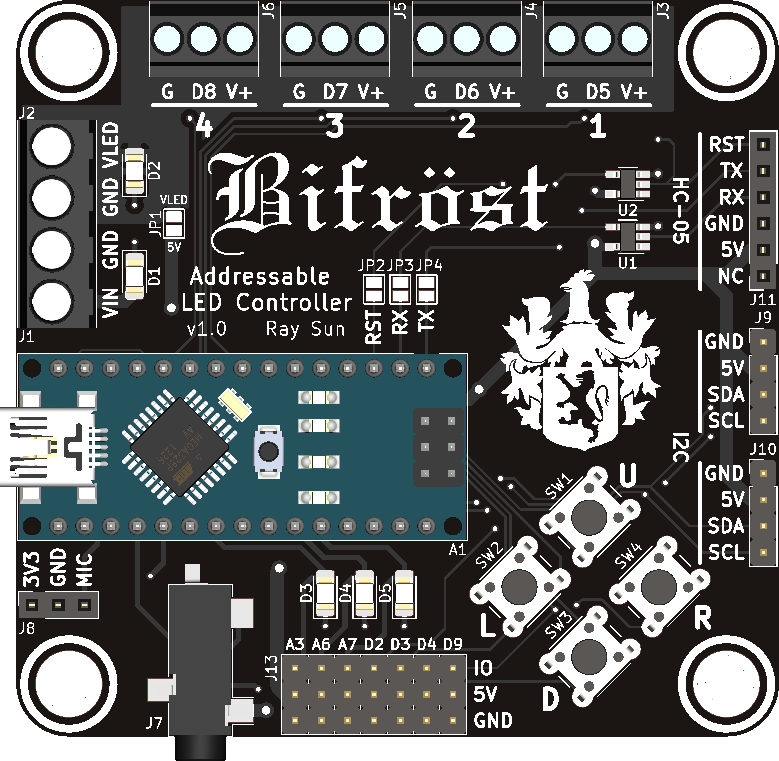 J6 J5 J4 J3
G D8 V+ G D7 V+ G D6 V+ G D5 V+
4 3 2 1
J2
VLED
GND
D2
GND
VIN
D1
J1
VLED
JP1
5V
Bifröst
Addressable
LED Controller
v1.0 Ray Sun
JP2 JP3 JP4
RST RX TX
U2
U1
HC-05
RST
TX
RX
GND
5V
NC
J11
J9
GND
5V
SDA
SCL
I2C
J10
GND
5V
SDA
SCL
A1
SW1 U
SW2 L
SW4 R
SW3 D
3V3 GND MIC
J8
J7
D3 D4 D5
J13
A3 A6 A7 D2 D3 D4 D9
IO
5V
GND